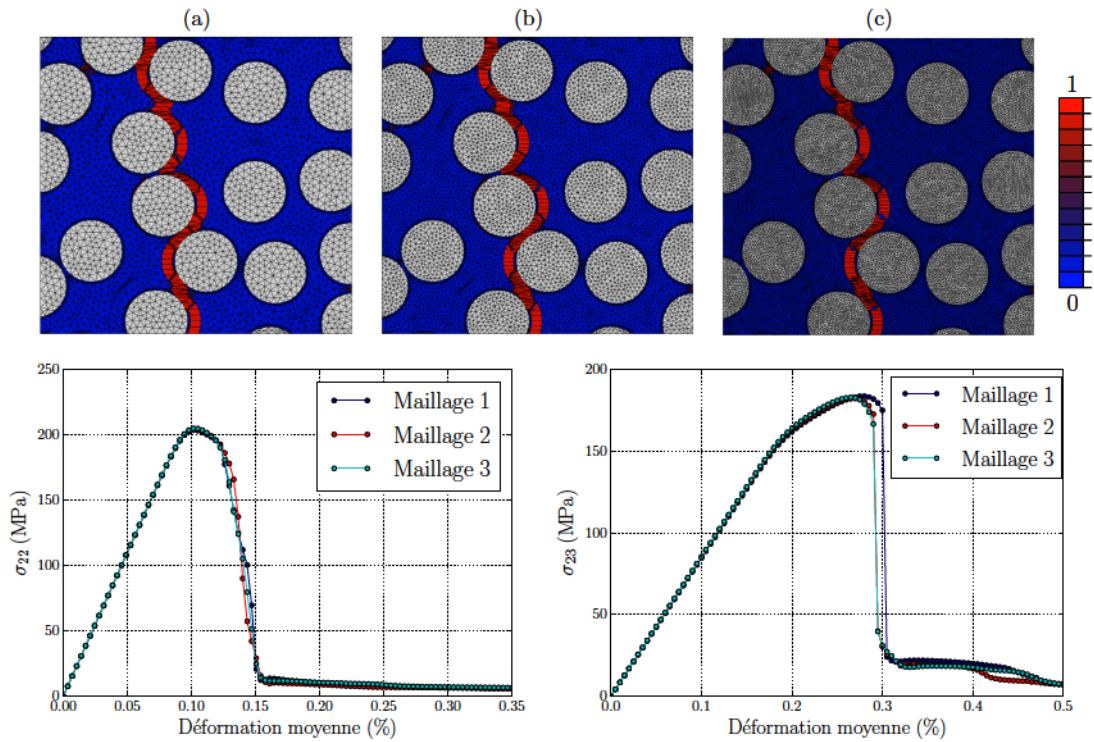 (a) (b) (c)
1
0
250
200
150
100
50
0
σ22 (MPa)
Maillage 1
Maillage 2
Maillage 3
0.00 0.05 0.10 0.15 0.20 0.25 0.30 0.35
Déformation moyenne (%)
200
150
100
50
0
σ23 (MPa)
Maillage 1
Maillage 2
Maillage 3
0.0 0.1 0.2 0.3 0.4 0.5
Déformation moyenne (%)